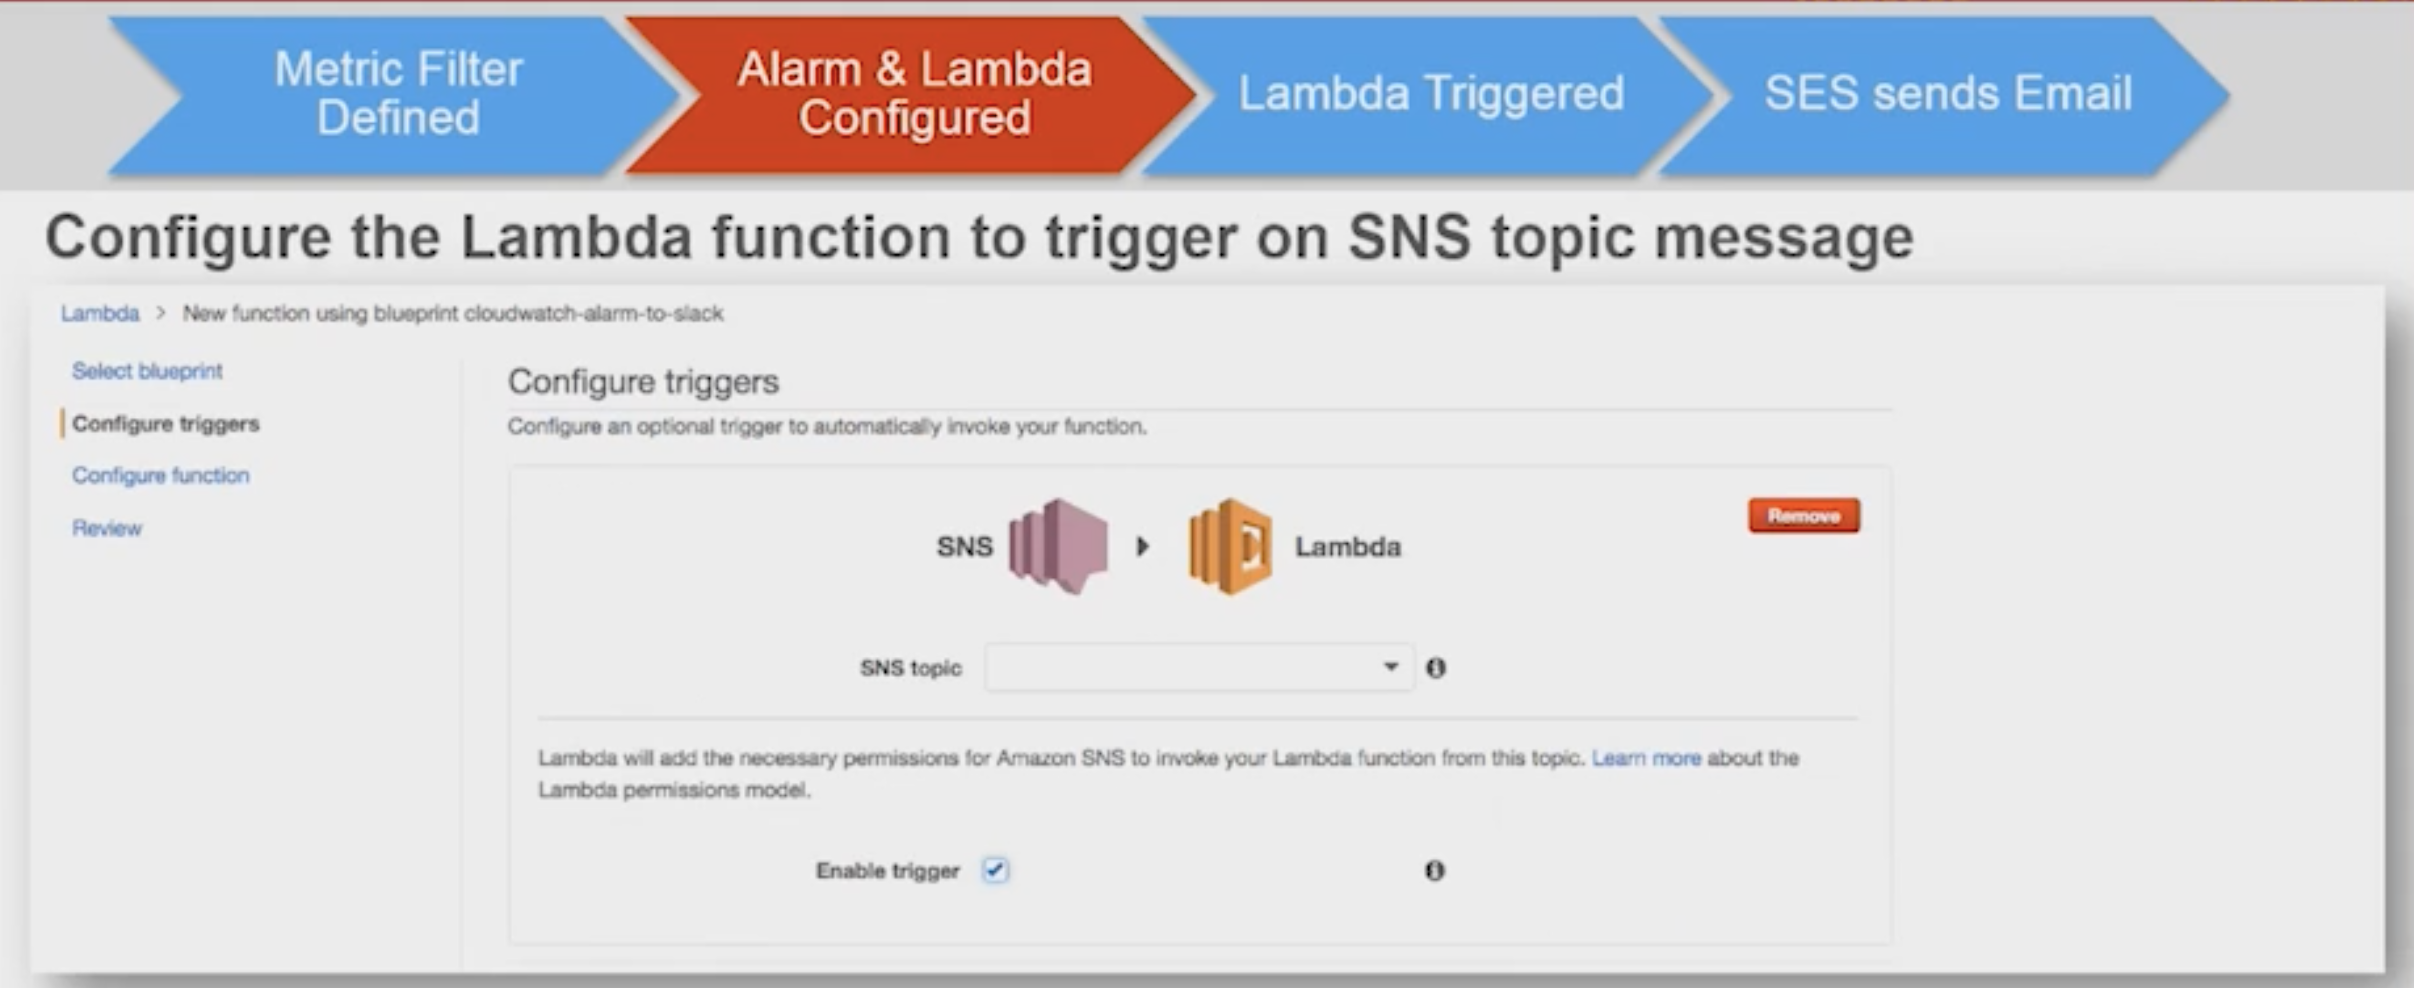 Metric Filter
Defined
Alarm & Lambda
Configured
Lambda Triggered
SES sends Email
Configure the Lambda function to trigger on SNS topic message
Lambda > New function using blueprint cloudwatch-alarm-to-slack
Select blueprint
Configure triggers
Configure function
Review
Configure triggers
Configure an optional trigger to automatically invoke your function.
Remove
SNS
Lambda
SNS topic
Lambda will add the necessary permissions for Amazon SNS to invoke your Lambda function from this topic. Learn more about the
Lambda permissions model.
Enable trigger